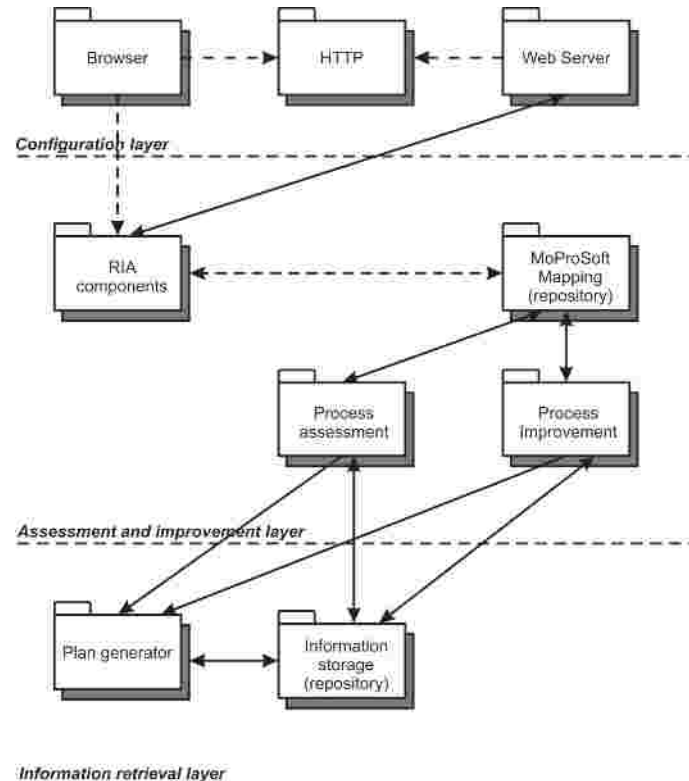 Browser
HTTP
Web Server
Configuration layer
RIA
components
MoProSoft
Mapping
(repository)
Process
assessment
Process
Improvement
Assessment and improvement layer
Plan generator
Information
storage
(repository)
Information retrieval layer